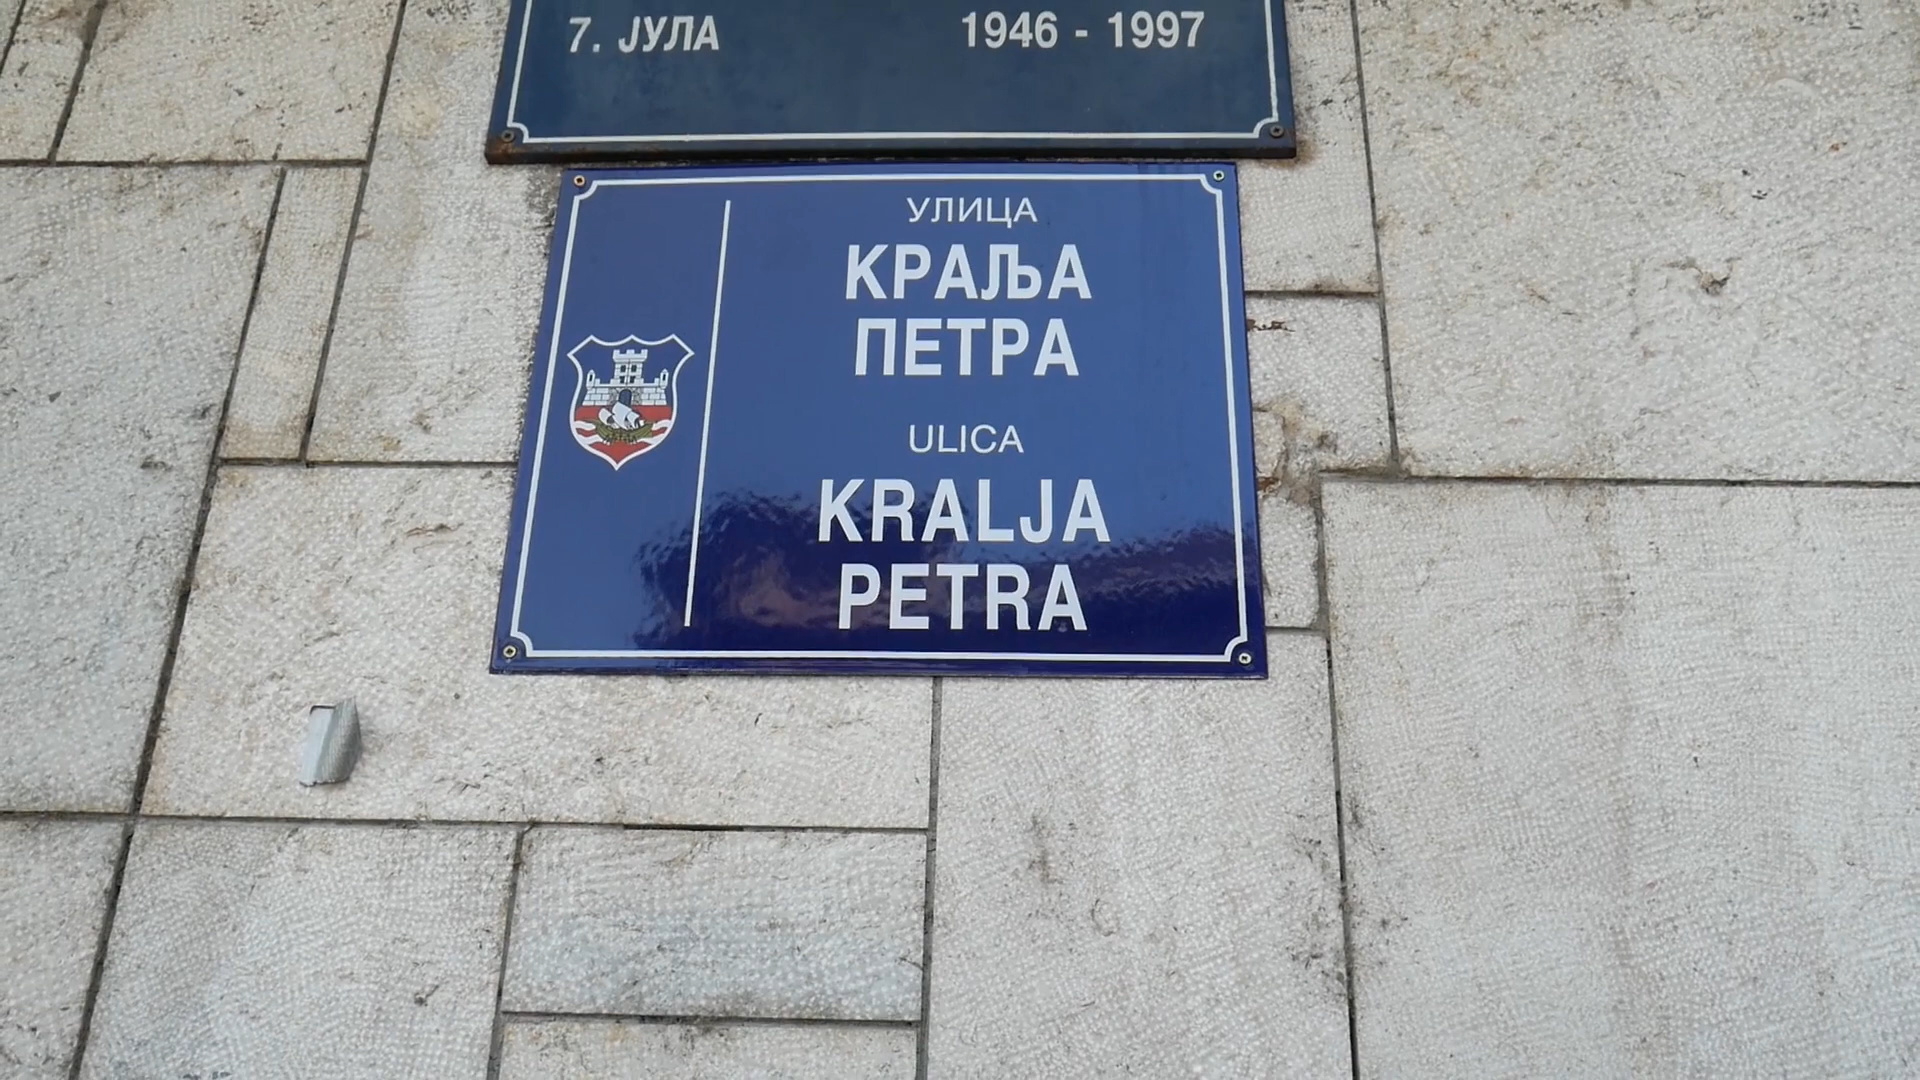 7. ЈУЛА 1946 - 1997
УЛИЦА
КРАЉА
ПЕТРА
ULICA
KRALJA
PETRA